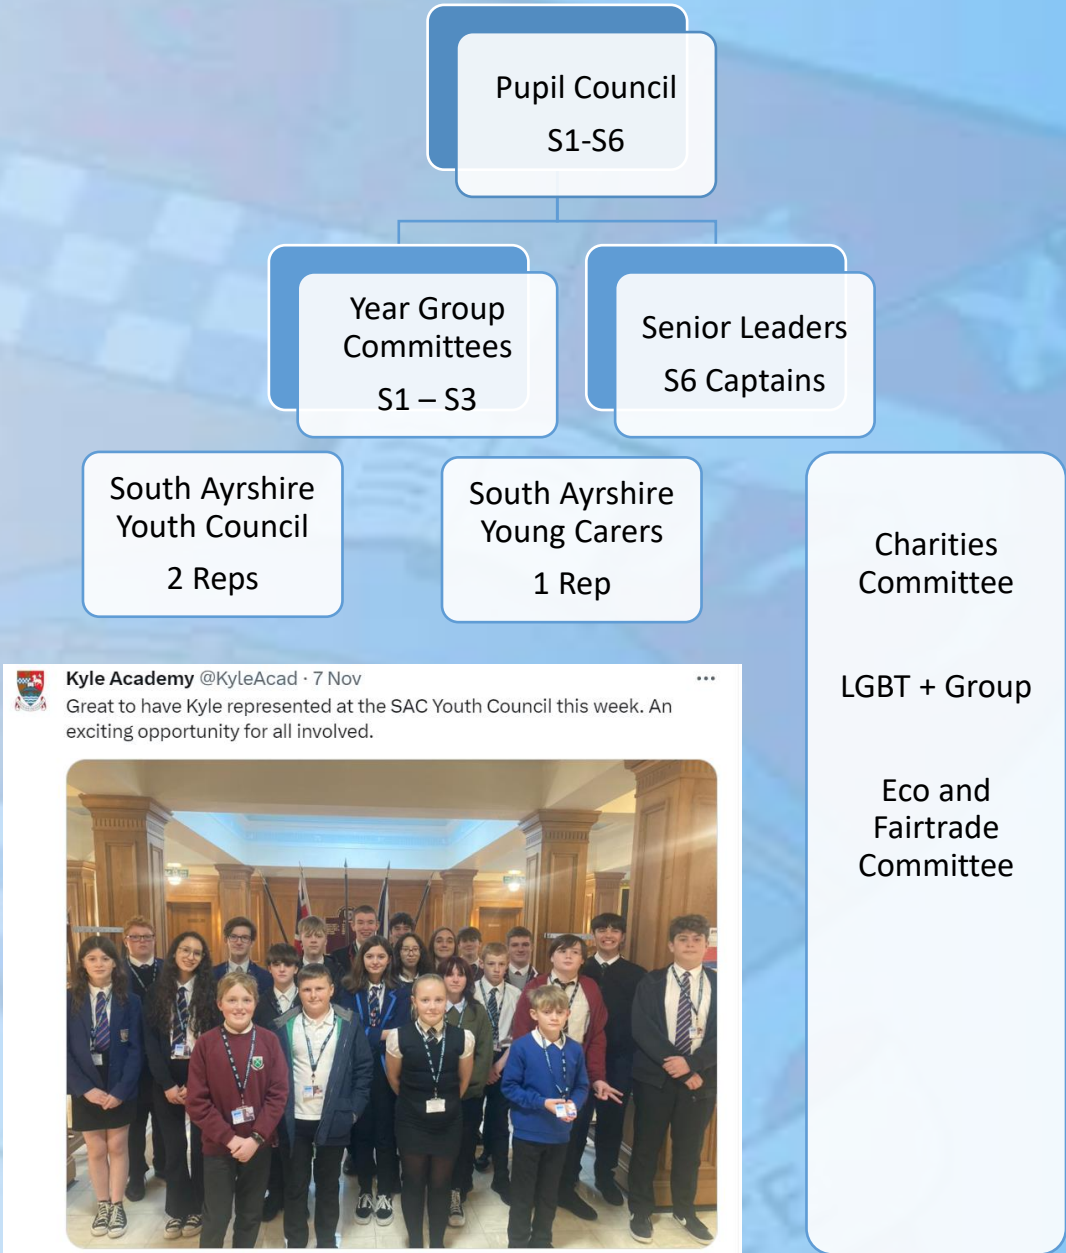 Pupil Council
S1-S6
Year Group
Committees
S1 – S3
Senior Leaders
S6 Captains
South Ayrshire
Youth Council
2 Reps
South Ayrshire
Young Carers
1 Rep
Charities
Committee
LGBT + Group
Eco and
Fairtrade
Committee
Kyle Academy @KyleAcad · 7 Nov
Great to have Kyle represented at the SAC Youth Council this week. An
exciting opportunity for all involved.